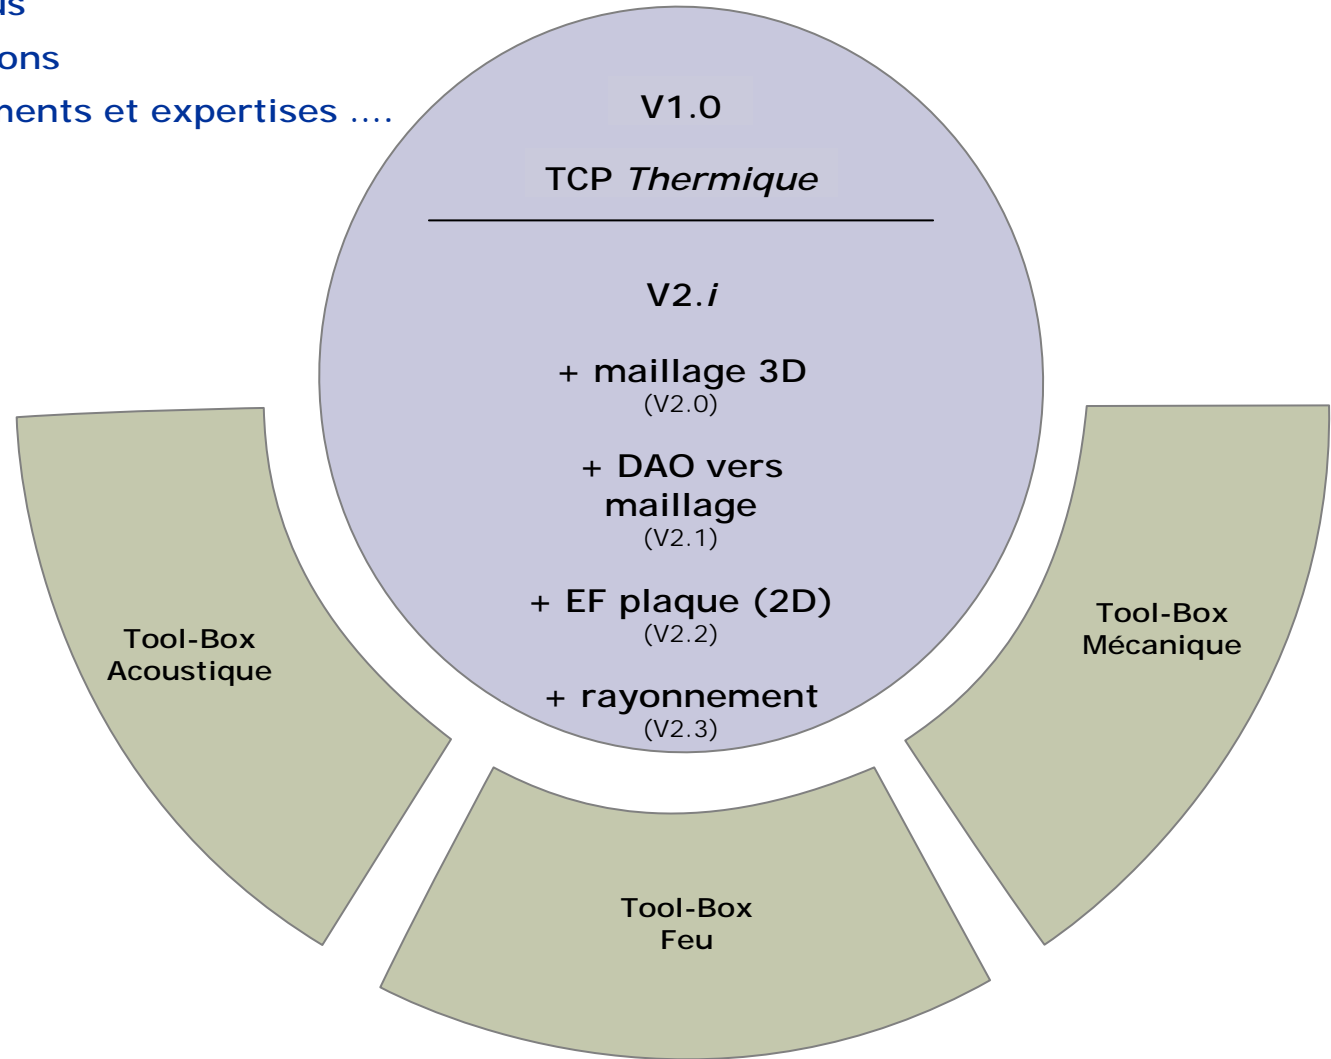 ons
ments et expertises ....
V1.0
TCP Thermique
V2.i
+ maillage 3D
(V2.0)
+ DAO vers
maillage
(V2.1)
+ EF plaque (2D)
(V2.2)
+ rayonnement
(V2.3)
Tool-Box
Acoustique
Tool-Box
Feu
Tool-Box
Mécanique